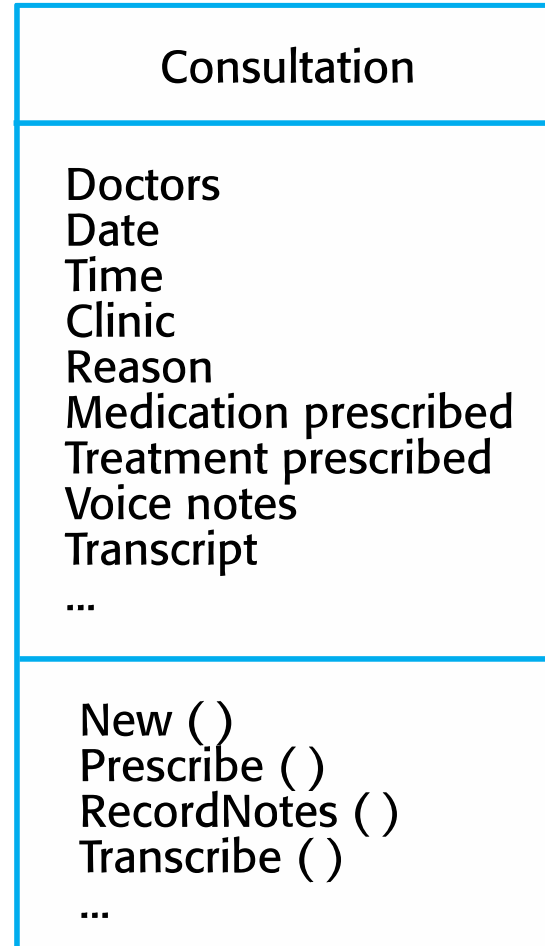 Consultation
Doctors
Date
Time
Clinic
Reason
Medication prescribed
Treatment prescribed
Voice notes
Transcript
...
New ( )
Prescribe ( )
RecordNotes ( )
Transcribe ( )
...